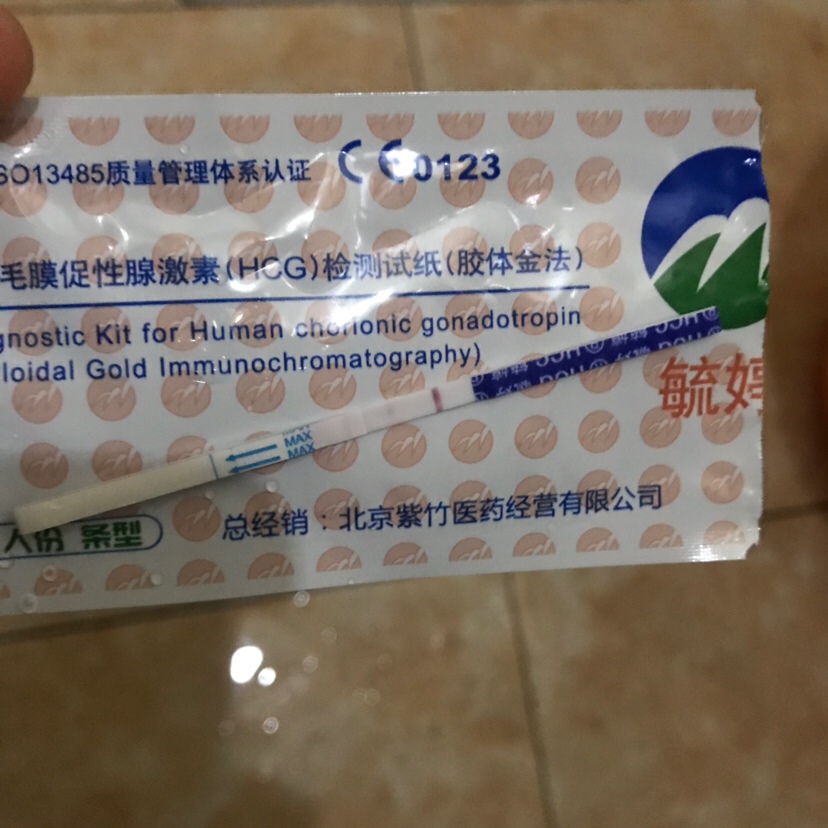 SO13485质量管理体系认证 CE 0123
毛膜促性腺激素(HCG)检测试纸(胶体金法)
gnostic Kit for Human chorionic gonadotropin
loidal Gold Immunochromatography)
毓婷
HCG
MAX
MAX
人份 条型
总经销：北京紫竹医药经营有限公司